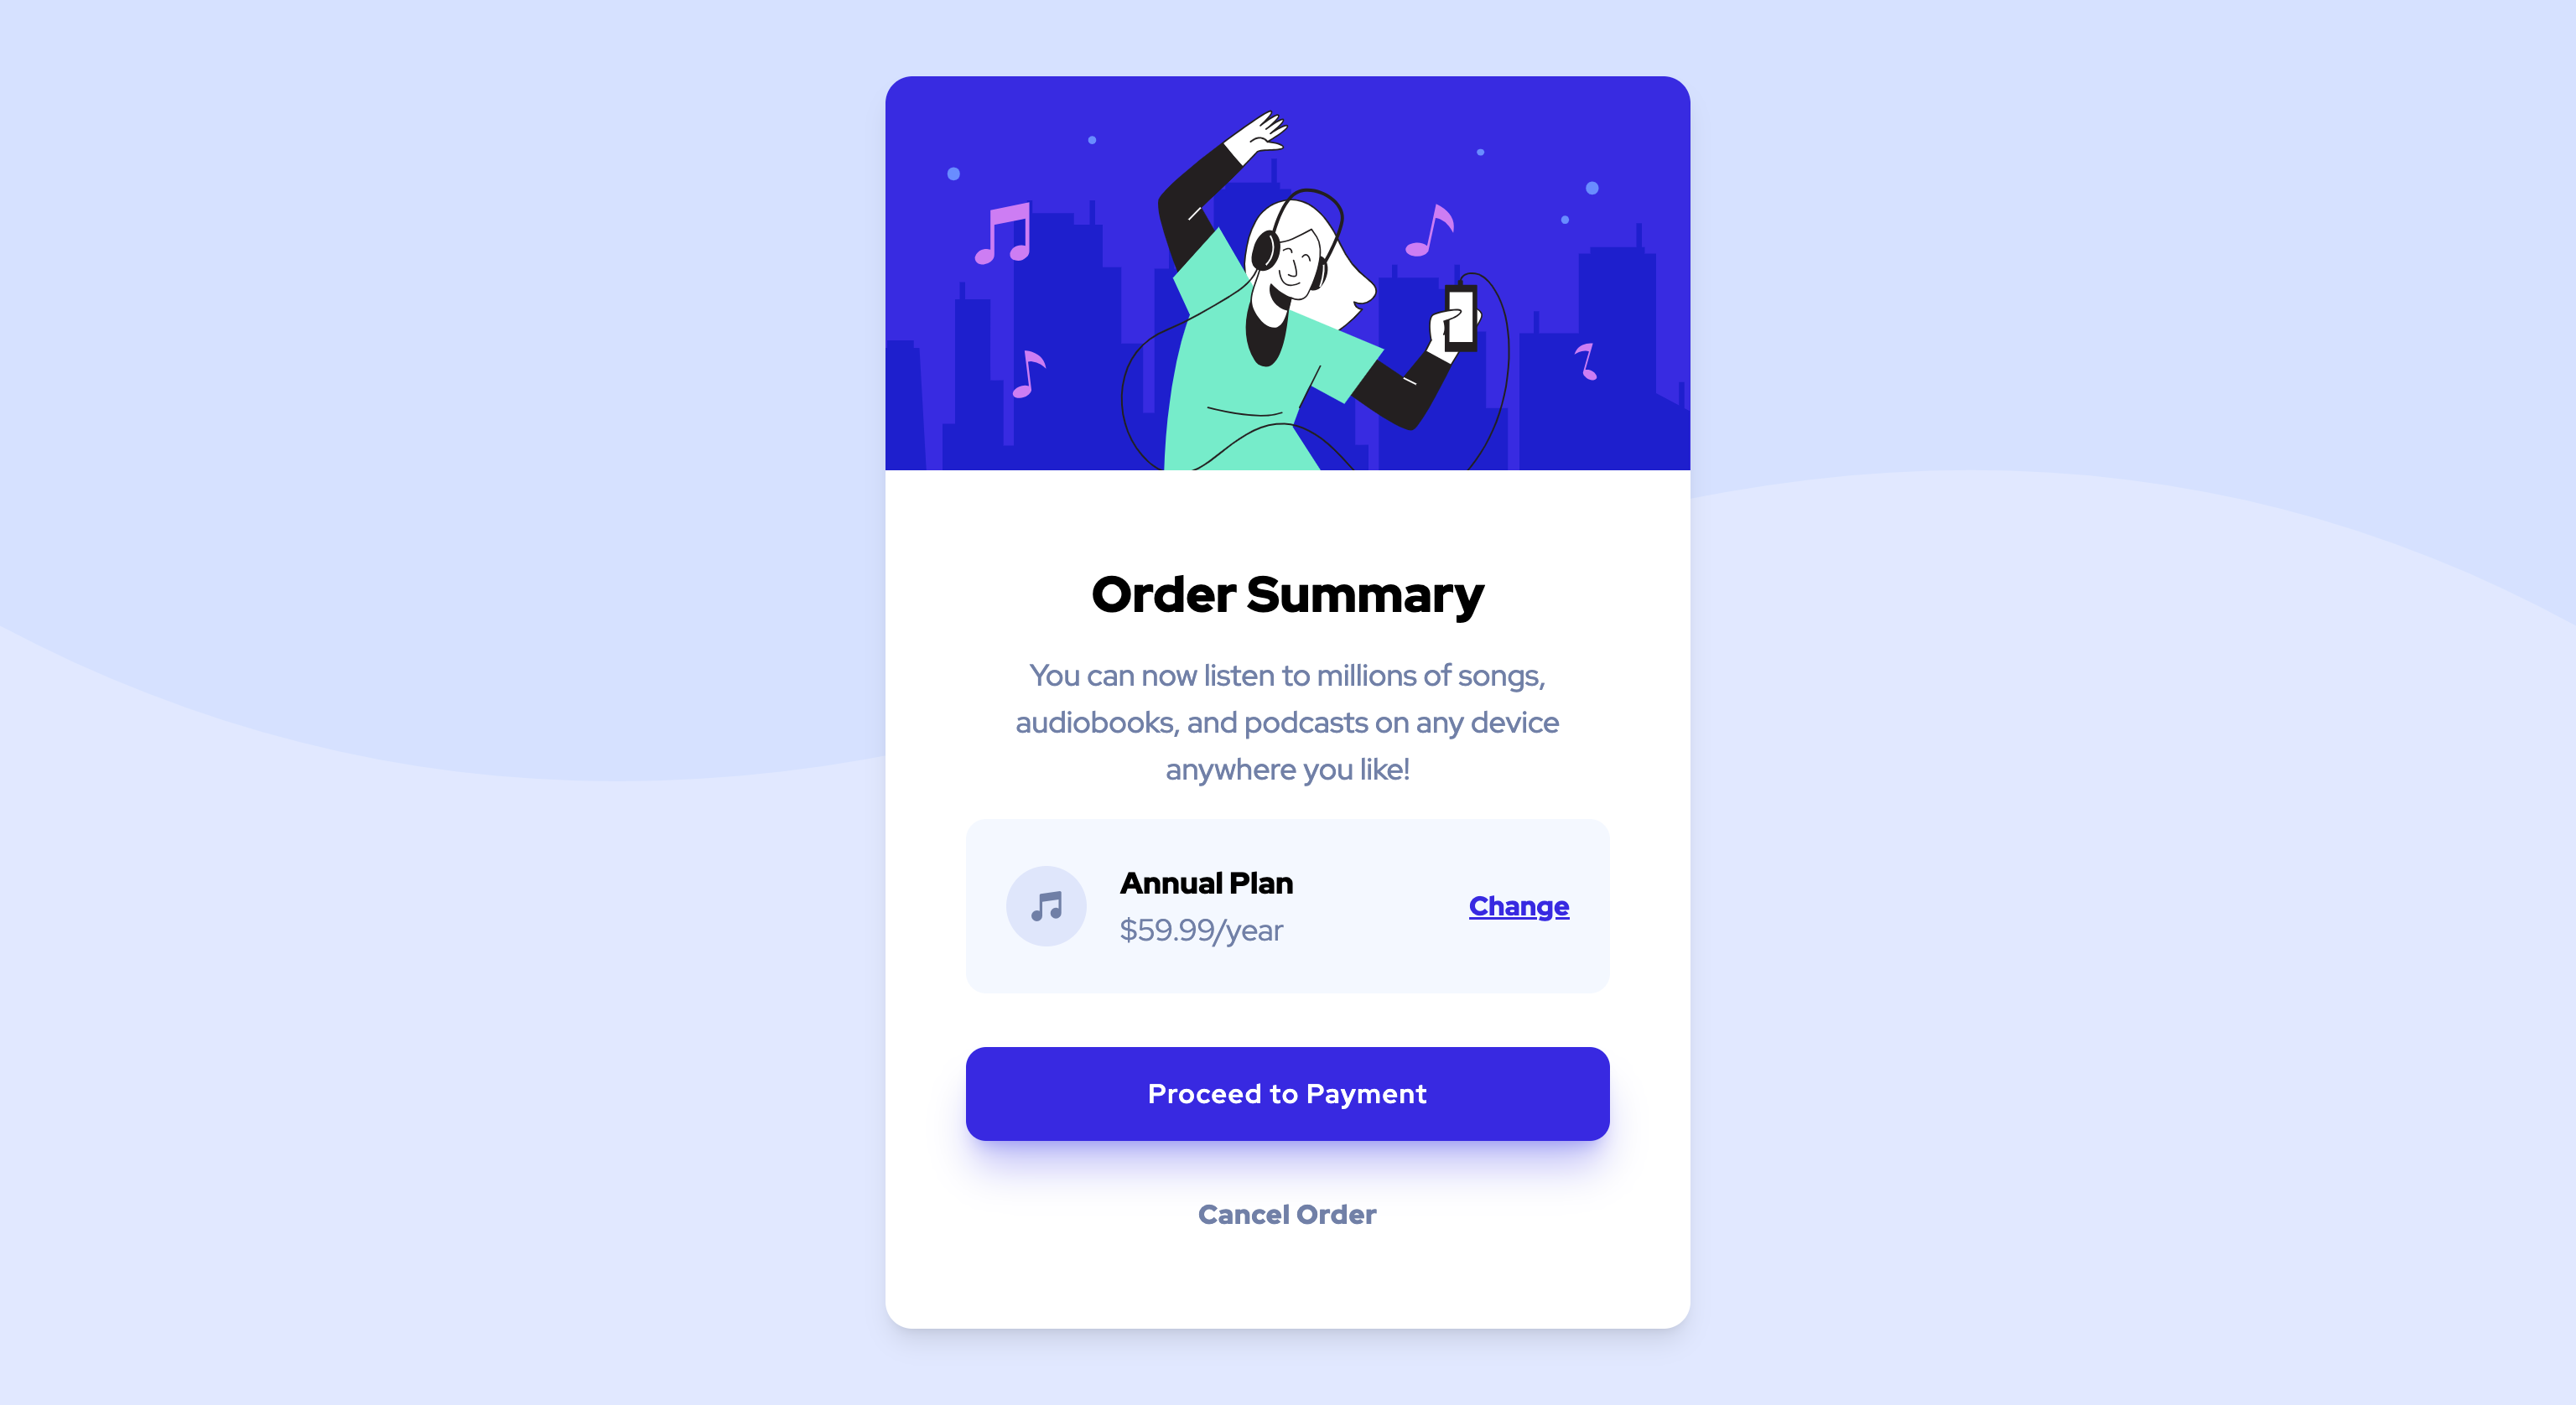 Order Summary
You can now listen to millions of songs,
audiobooks, and podcasts on any device
anywhere you like!
Annual Plan
$59.99/year
Change
Proceed to Payment
Cancel Order